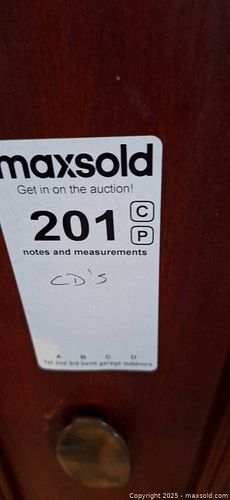 maxsold
Get in on the auction!
201 C
P
notes and measurements
CD's
A B C D
1st 2nd 3rd bsmt garage outdoors
Copyright © 2025 - maxsold.com